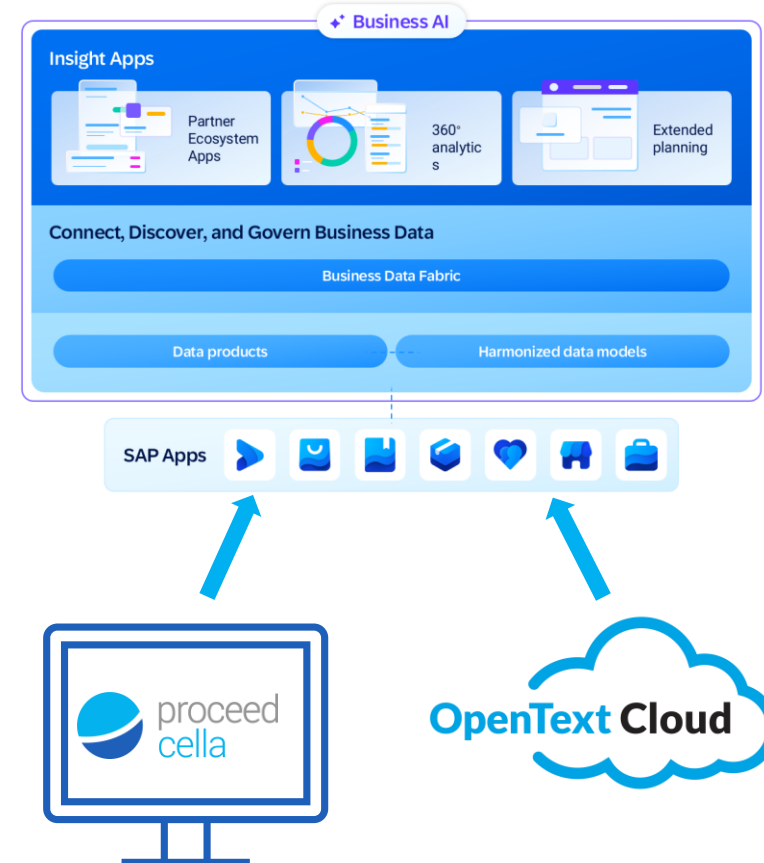 Business AI
Insight Apps
Partner
Ecosystem
Apps
360°
analytic
s
Extended
planning
Connect, Discover, and Govern Business Data
Business Data Fabric
Data products
Harmonized data models
SAP Apps
proceed
cella
OpenText Cloud